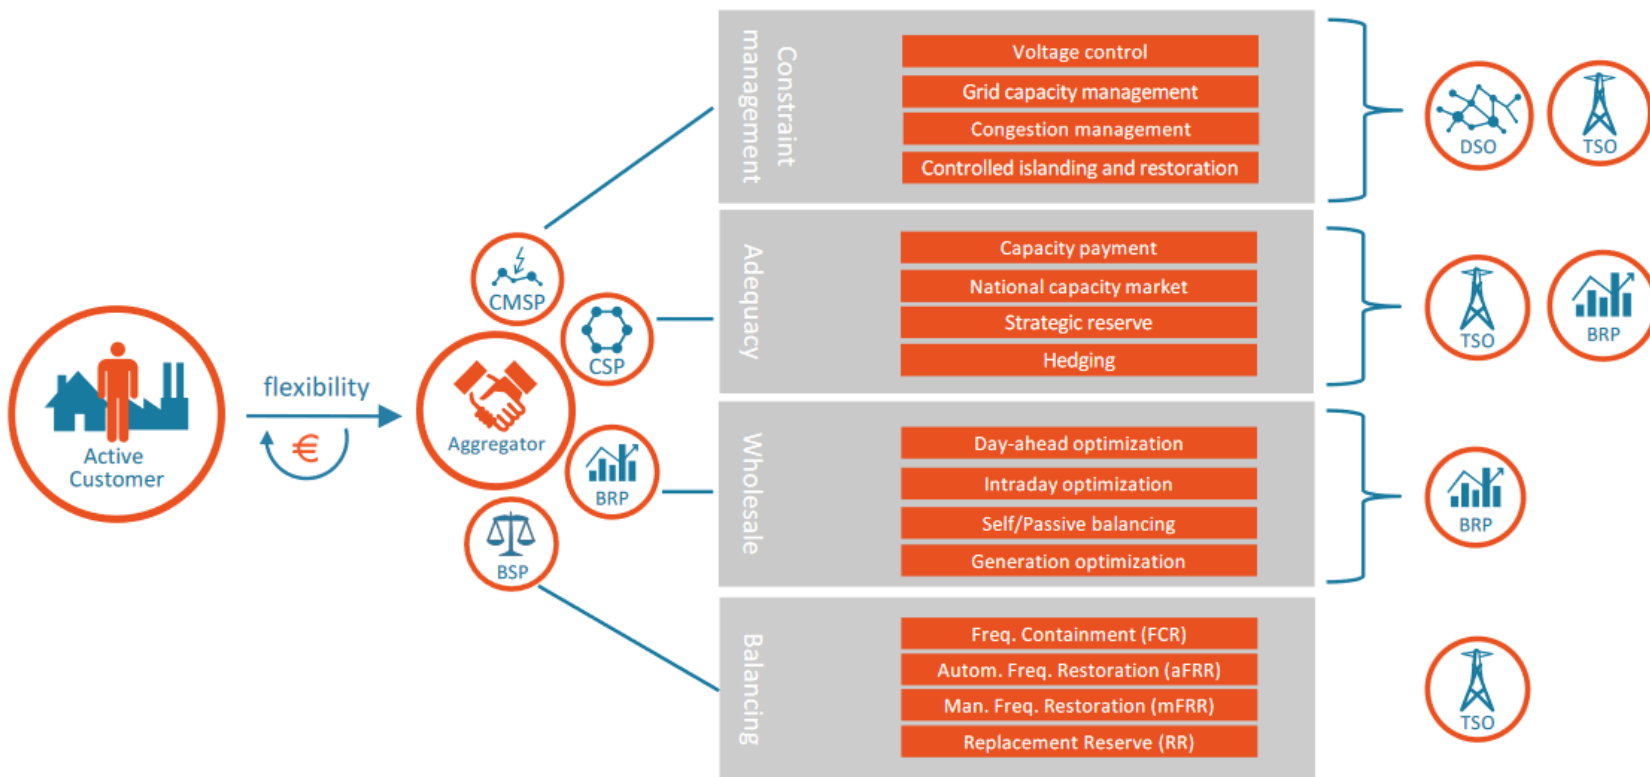 Active
Customer
flexibility
€
Aggregator
CMSP
CSP
BRP
BSP
Constraint
management
Voltage control
Grid capacity management
Congestion management
Controlled islanding and restoration
DSO
TSO
Adequacy
Capacity payment
National capacity market
Strategic reserve
Hedging
TSO
BRP
Wholesale
Day-ahead optimization
Intraday optimization
Self/Passive balancing
Generation optimization
BRP
Balancing
Freq. Containment (FCR)
Autom. Freq. Restoration (aFRR)
Man. Freq. Restoration (mFRR)
Replacement Reserve (RR)
TSO